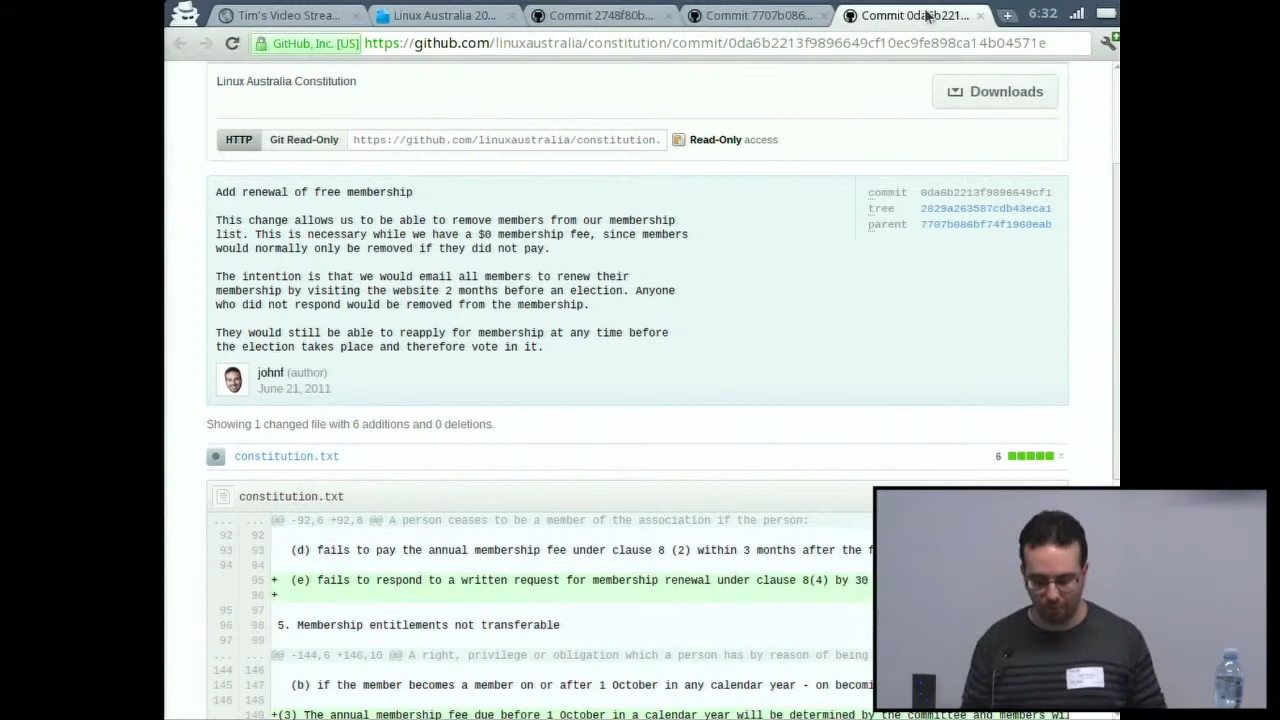 Tim's Video Strea...
Linux Australia 20...
Commit 2748f80b...
Commit 7707b086...
Commit 0da6b221...
6:32
GitHub, Inc. [US]
https://github.com/linuxaustralia/constitution/commit/0da6b2213f9896649cf10ec9fe898ca14b04571e
Linux Australia Constitution
Downloads
HTTP
Git Read-Only
https://github.com/linuxaustralia/constitution.
Read-Only access
Add renewal of free membership
commit 0da6b2213f9896649cf1
tree 2829a263587cdb43eca1
parent 7707b086bf74f1960eab
This change allows us to be able to remove members from our membership
list. This is necessary while we have a $0 membership fee, since members
would normally only be removed if they did not pay.
The intention is that we would email all members to renew their
membership by visiting the website 2 months before an election. Anyone
who did not respond would be removed from the membership.
They would still be able to reapply for membership at any time before
the election takes place and therefore vote in it.
johnf (author)
June 21, 2011
Showing 1 changed file with 6 additions and 0 deletions.
constitution.txt
6
constitution.txt
... ... @@ -92,6 +92,8 @@ A person ceases to be a member of the association if the person:
92 92
93 93 (d) fails to pay the annual membership fee under clause 8 (2) within 3 months after the f
94 94
95 + (e) fails to respond to a written request for membership renewal under clause 8(4) by 30
96 +
95 97
96 98 5. Membership entitlements not transferable
97 99
... ... @@ -144,6 +146,10 @@ A right, privilege or obligation which a person has by reason of being
144 146
145 147 (b) if the member becomes a member on or after 1 October in any calendar year - on becomi
146 148
149 +(3) The annual membership fee due before 1 October in a calendar year will be determined by the committee and members wil